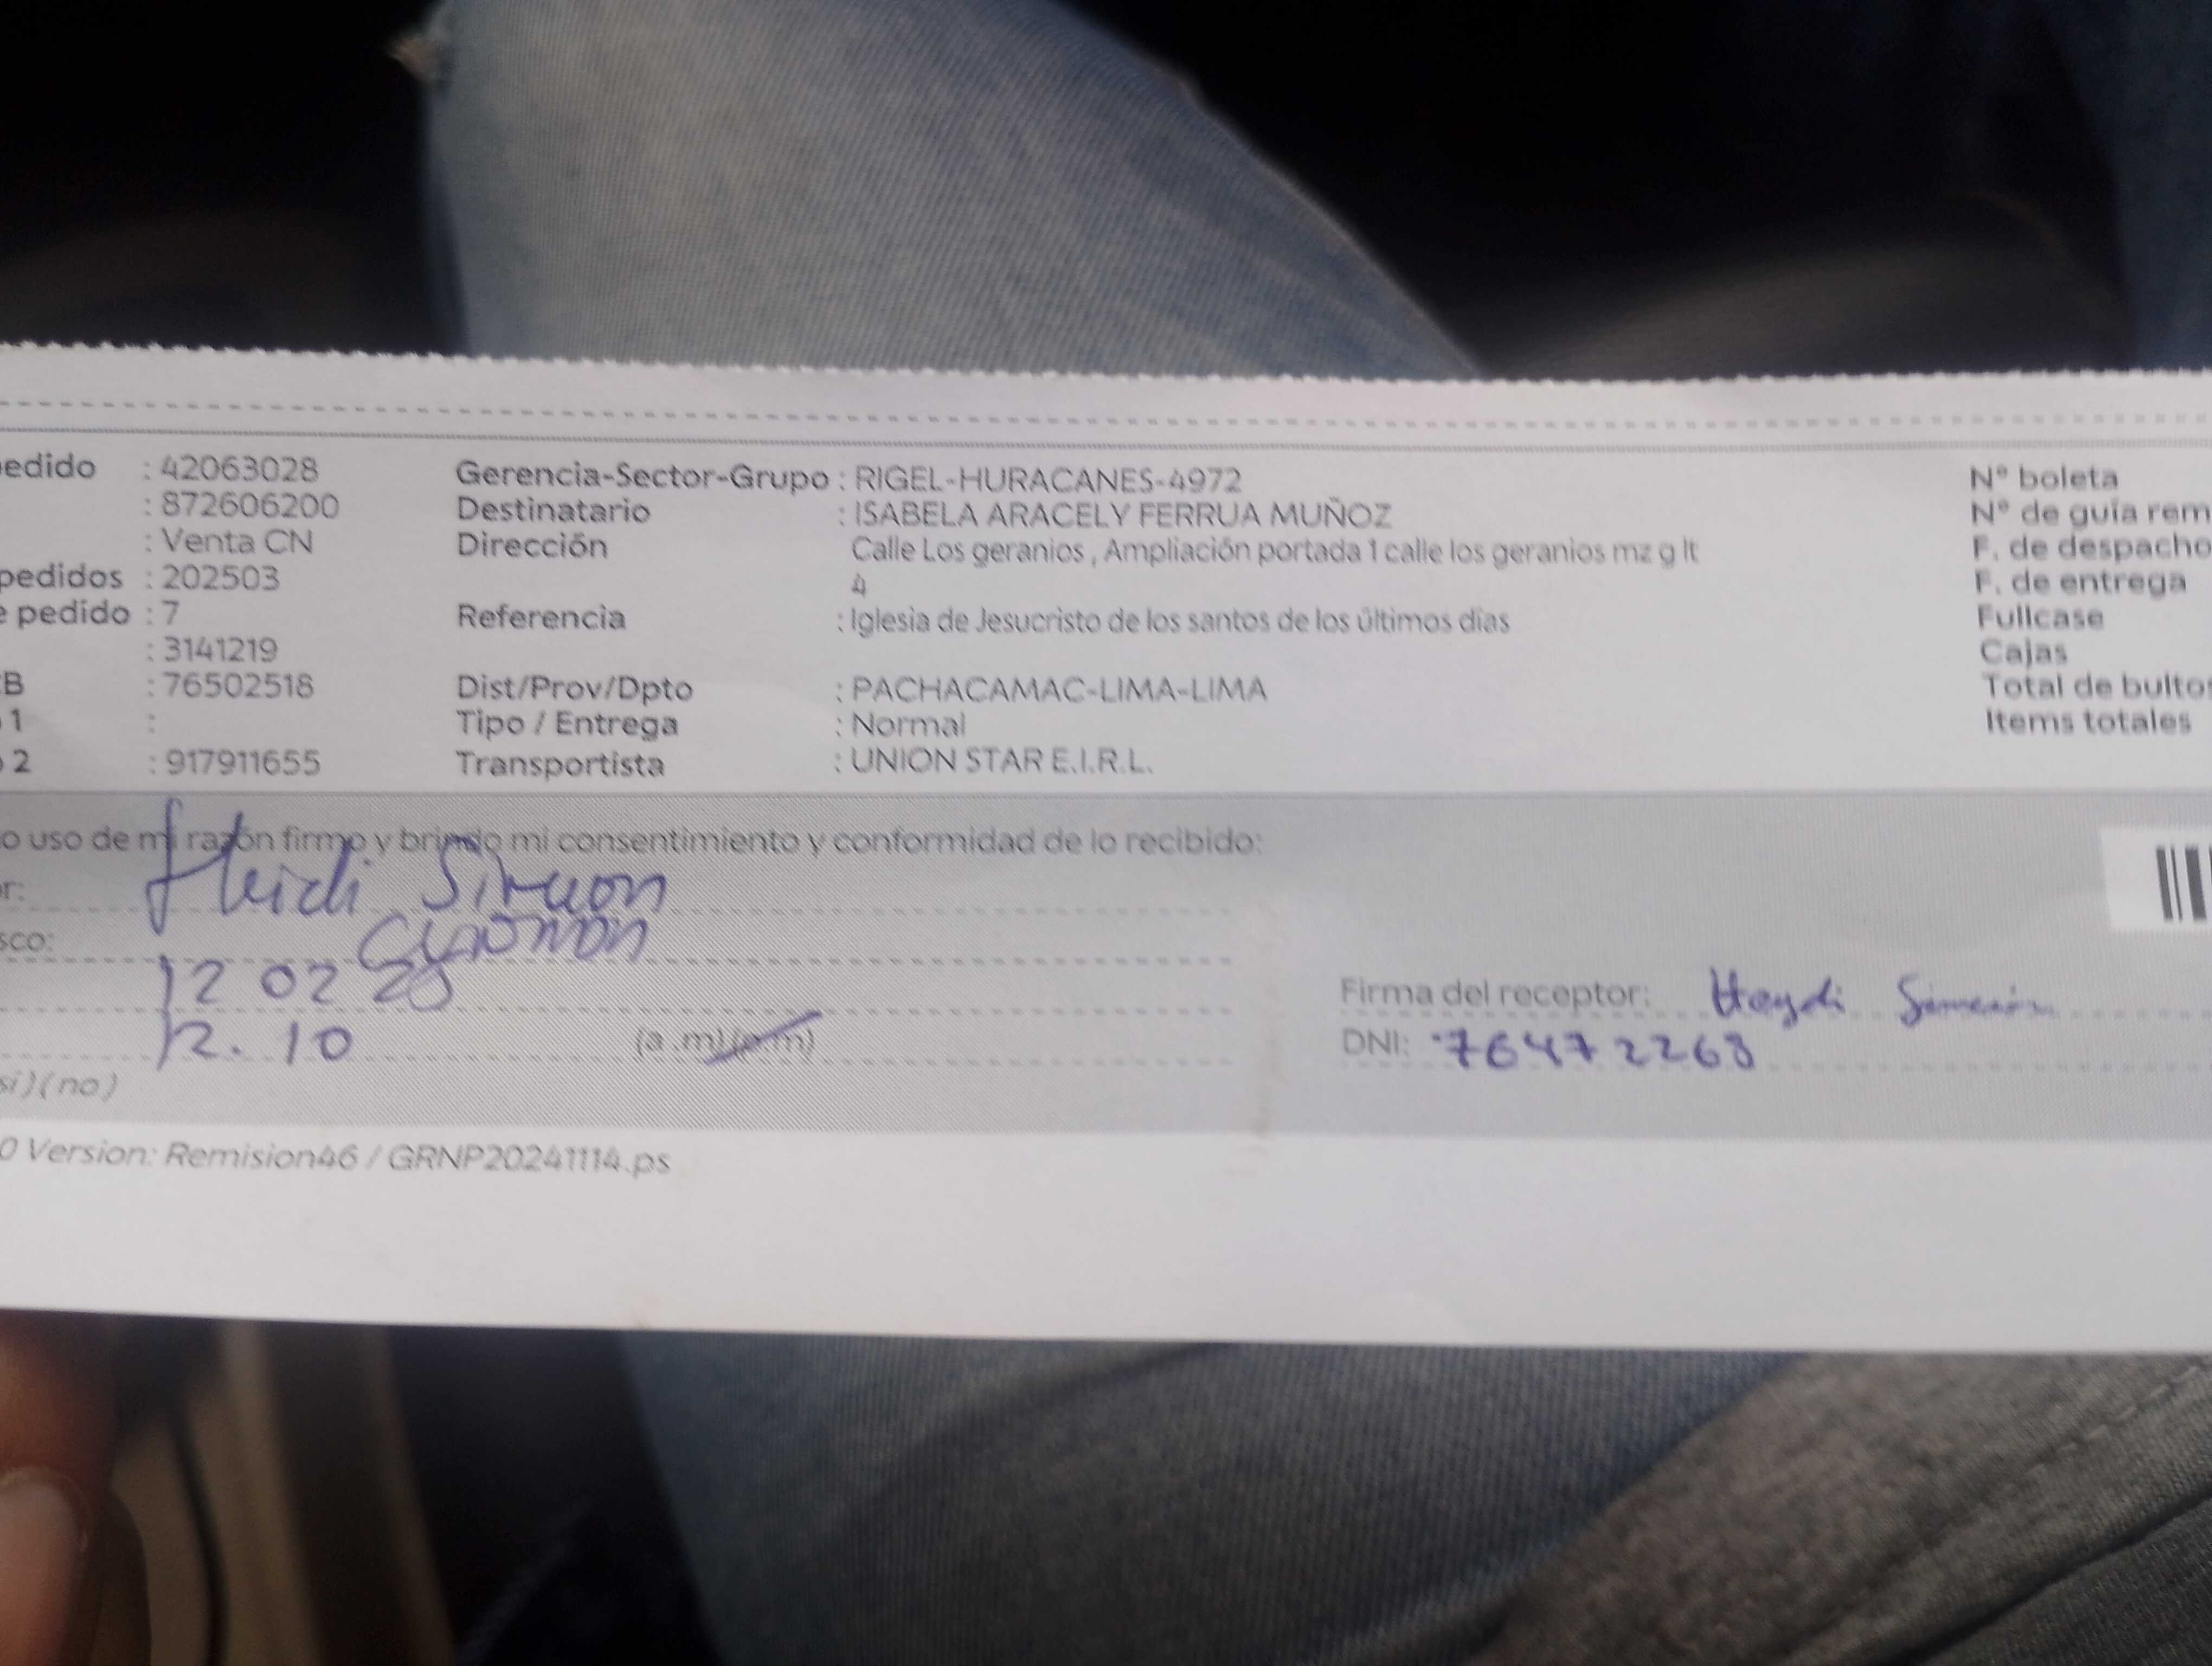 edido : 42063028 Gerencia-Sector-Grupo : RIGEL-HURACANES-4972 N° boleta
: 872606200 Destinatario : ISABELA ARACELY FERRUA MUÑOZ N° de guía rem
: Venta CN Dirección Calle Los geranios , Ampliación portada 1 calle los geranios mz g lt F. de despacho
pedidos : 202503 4 F. de entrega
e pedido : 7 Referencia : Iglesia de Jesucristo de los santos de los últimos días Fullcase
: 3141219 Cajas
B : 76502518 Dist/Prov/Dpto : PACHACAMAC-LIMA-LIMA Total de bultos
1 : Tipo / Entrega : Normal Items totales
2 : 917911655 Transportista : UNION STAR E.I.R.L.
o uso de mi razón firmo y brindo mi consentimiento y conformidad de lo recibido:
r: Heidi Simeon
sco:
12 02 25 Firma del receptor: Haydi Simeón
12.10 (a .m) (p.m) DNI: 76472268
si) ( no )
0 Version: Remision46 / GRNP20241114.ps